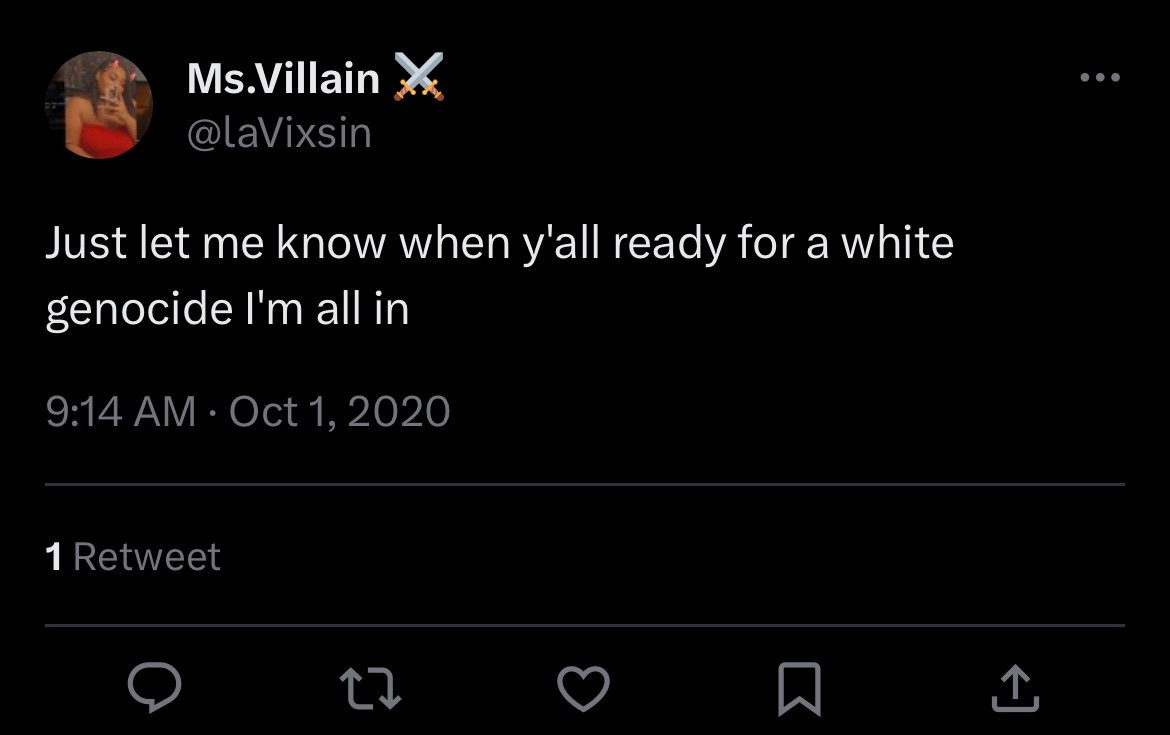 Ms.Villain ⚔️
@laVixsin
Just let me know when y'all ready for a white
genocide I'm all in
9:14 AM · Oct 1, 2020
1 Retweet